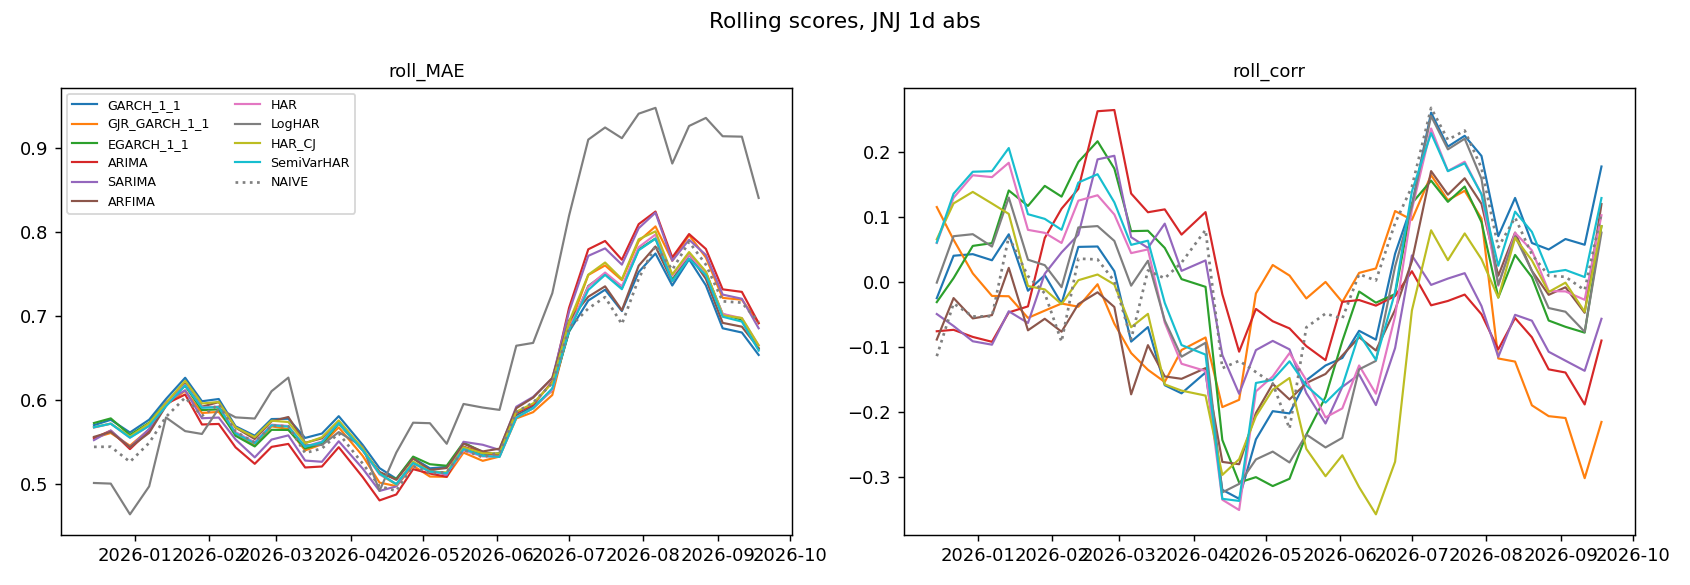 Rolling scores, JNJ 1d abs
roll_MAE
GARCH_1_1
GJR_GARCH_1_1
EGARCH_1_1
ARIMA
SARIMA
ARFIMA
HAR
LogHAR
HAR_CJ
SemiVarHAR
NAIVE
0.9
0.8
0.7
0.6
0.5
2026-01
2026-02
2026-03
2026-04
2026-05
2026-06
2026-07
2026-08
2026-09
2026-10
roll_corr
0.2
0.1
0.0
−0.1
−0.2
−0.3
2026-01
2026-02
2026-03
2026-04
2026-05
2026-06
2026-07
2026-08
2026-09
2026-10